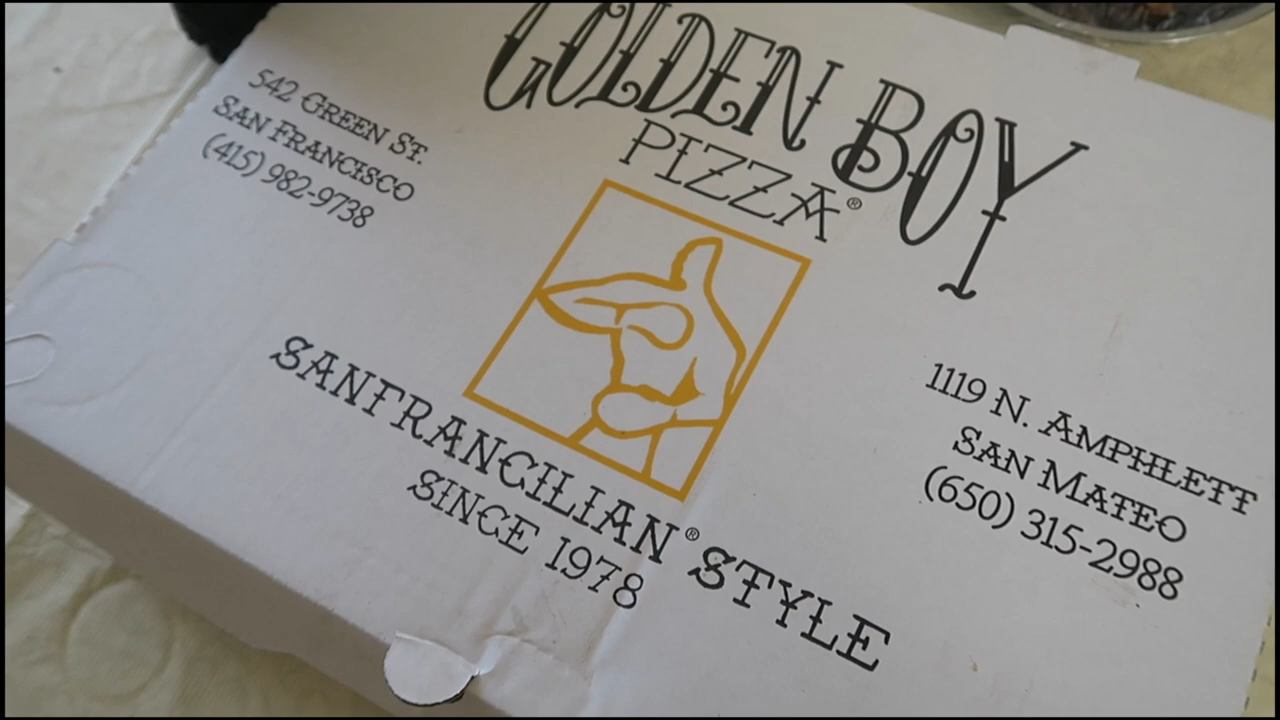 GOLDEN BOY
PIZZA®
542 GREEN ST.
SAN FRANCISCO
(415) 982-9738
1119 N. AMPHLETT
SAN MATEO
(650) 315-2988
SANFRANCILIAN® STYLE
SINCE 1978